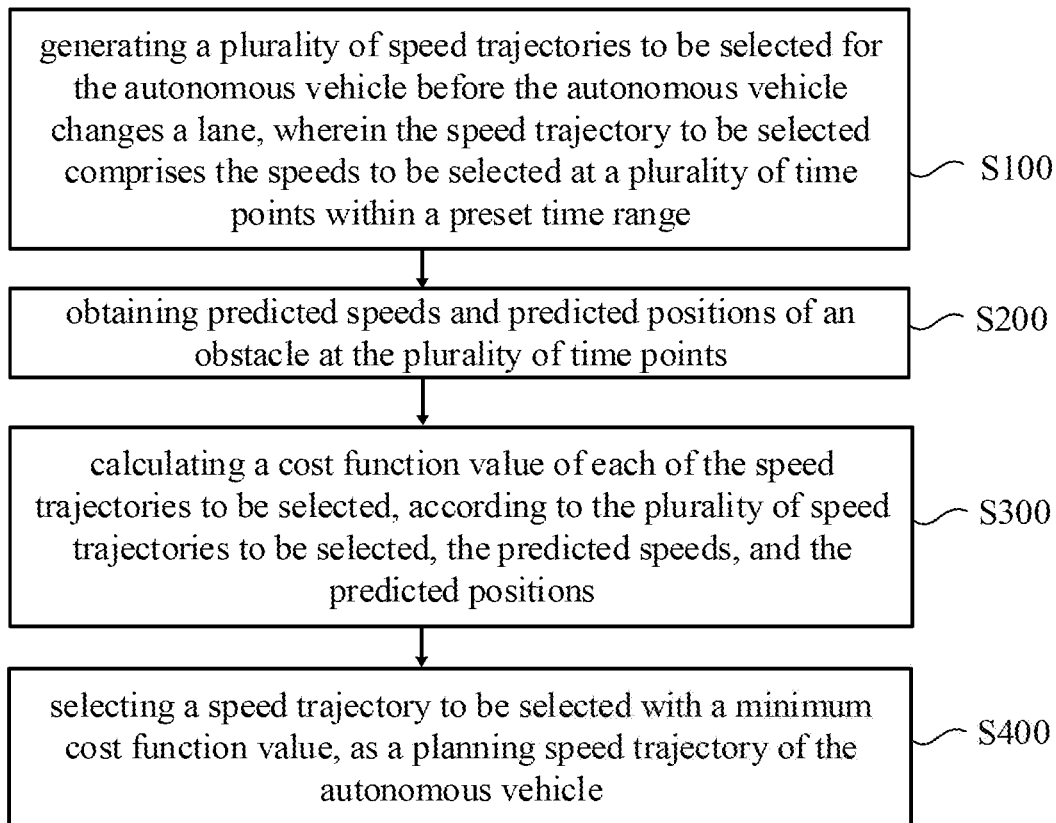 generating a plurality of speed trajectories to be selected for
the autonomous vehicle before the autonomous vehicle
changes a lane, wherein the speed trajectory to be selected
comprises the speeds to be selected at a plurality of time
points within a preset time range
S100
obtaining predicted speeds and predicted positions of an
obstacle at the plurality of time points
S200
calculating a cost function value of each of the speed
trajectories to be selected, according to the plurality of speed
trajectories to be selected, the predicted speeds, and the
predicted positions
S300
selecting a speed trajectory to be selected with a minimum
cost function value, as a planning speed trajectory of the
autonomous vehicle
S400